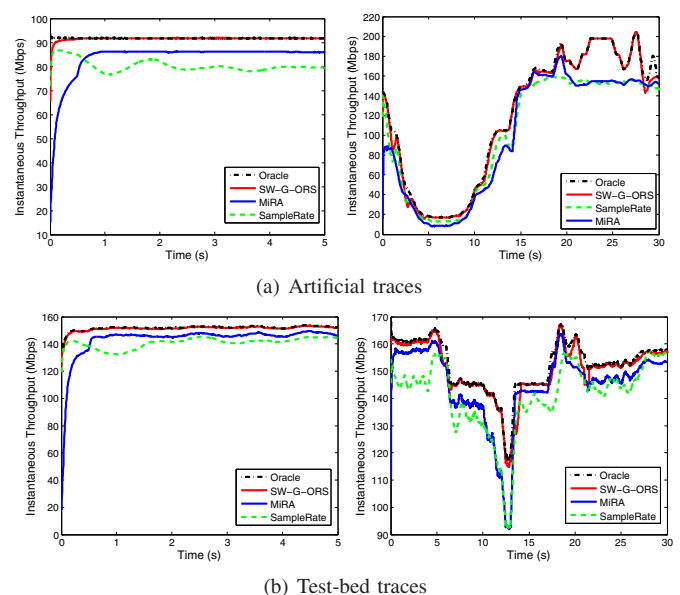 Instantaneous Throughput (Mbps)
100
90
80
70
60
50
40
30
20
10
0
1
2
3
4
5
Time (s)
Oracle
SW−G−ORS
MiRA
SampleRate
Instantaneous Throughput (Mbps)
220
200
180
160
140
120
100
80
60
40
20
0
0
5
10
15
20
25
30
Time (s)
Oracle
SW−G−ORS
MiRA
SampleRate
(a) Artificial traces
Instantaneous Throughput (Mbps)
160
140
120
100
80
60
40
20
0
0
1
2
3
4
5
Time (s)
Oracle
SW−G−ORS
MiRA
SampleRate
Instantaneous Throughput (Mbps)
170
160
150
140
130
120
110
100
90
0
5
10
15
20
25
30
Time (s)
Oracle
SW−G−ORS
MiRA
SampleRate
(b) Test-bed traces